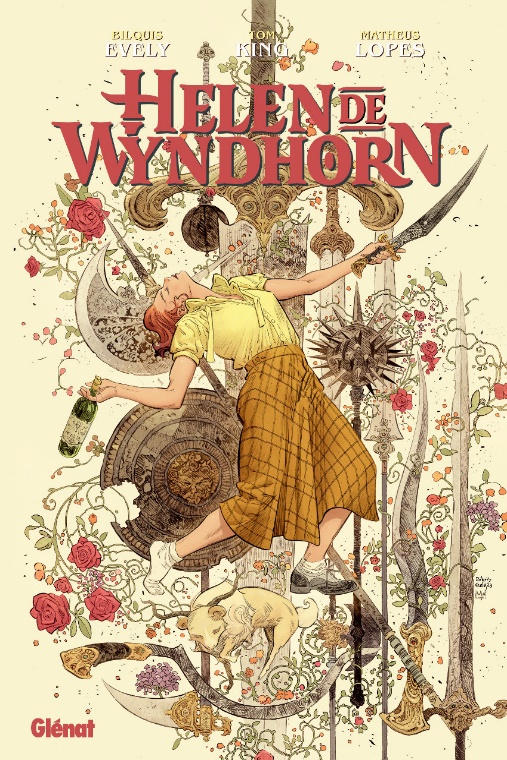 BILQUIS
EVELY
TOM
KING
MATHEUS
LOPES
HELEN DE
WYNDHORN
Glénat